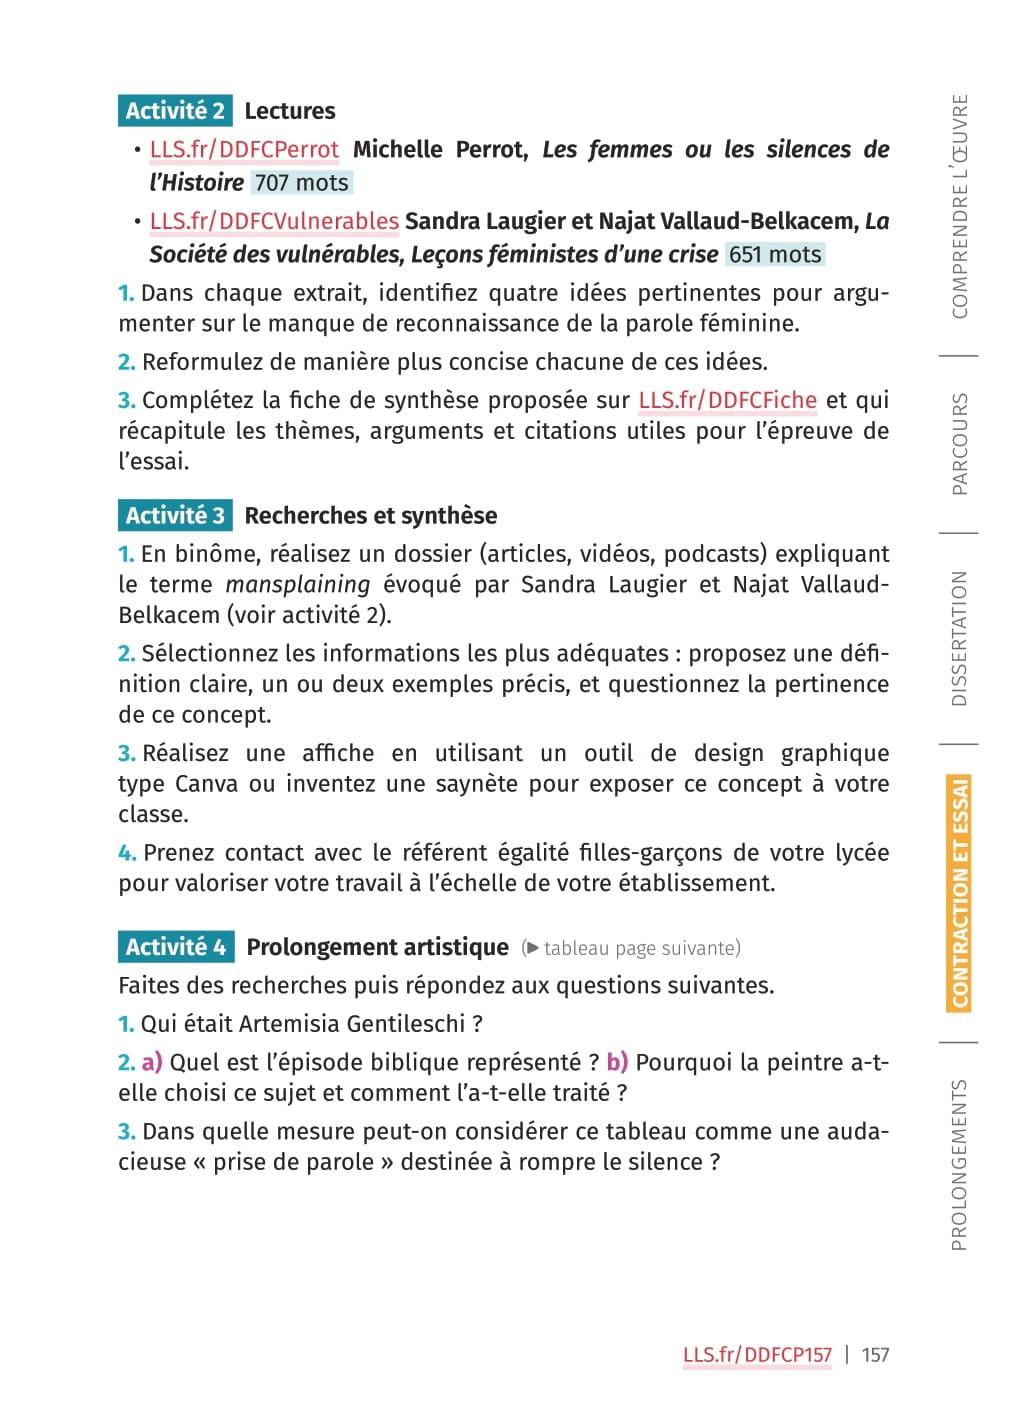 Activité 2 Lectures
• LLS.fr/DDFCPerrot Michelle Perrot, Les femmes ou les silences de
l'Histoire 707 mots
• LLS.fr/DDFCVulnerables Sandra Laugier et Najat Vallaud-Belkacem, La
Société des vulnérables, Leçons féministes d'une crise 651 mots
1. Dans chaque extrait, identifiez quatre idées pertinentes pour argu-
menter sur le manque de reconnaissance de la parole féminine.
2. Reformulez de manière plus concise chacune de ces idées.
3. Complétez la fiche de synthèse proposée sur LLS.fr/DDFCFiche et qui
récapitule les thèmes, arguments et citations utiles pour l'épreuve de
l'essai.
Activité 3 Recherches et synthèse
1. En binôme, réalisez un dossier (articles, vidéos, podcasts) expliquant
le terme mansplaining évoqué par Sandra Laugier et Najat Vallaud-
Belkacem (voir activité 2).
2. Sélectionnez les informations les plus adéquates : proposez une défi-
nition claire, un ou deux exemples précis, et questionnez la pertinence
de ce concept.
3. Réalisez une affiche en utilisant un outil de design graphique
type Canva ou inventez une saynète pour exposer ce concept à votre
classe.
4. Prenez contact avec le référent égalité filles-garçons de votre lycée
pour valoriser votre travail à l'échelle de votre établissement.
Activité 4 Prolongement artistique (▶ tableau page suivante)
Faites des recherches puis répondez aux questions suivantes.
1. Qui était Artemisia Gentileschi ?
2. a) Quel est l'épisode biblique représenté ? b) Pourquoi la peintre a-t-
elle choisi ce sujet et comment l'a-t-elle traité ?
3. Dans quelle mesure peut-on considérer ce tableau comme une auda-
cieuse « prise de parole » destinée à rompre le silence ?
COMPRENDRE L'ŒUVRE
PARCOURS
DISSERTATION
CONTRACTION ET ESSAI
PROLONGEMENTS
LLS.fr/DDFCP157 | 157